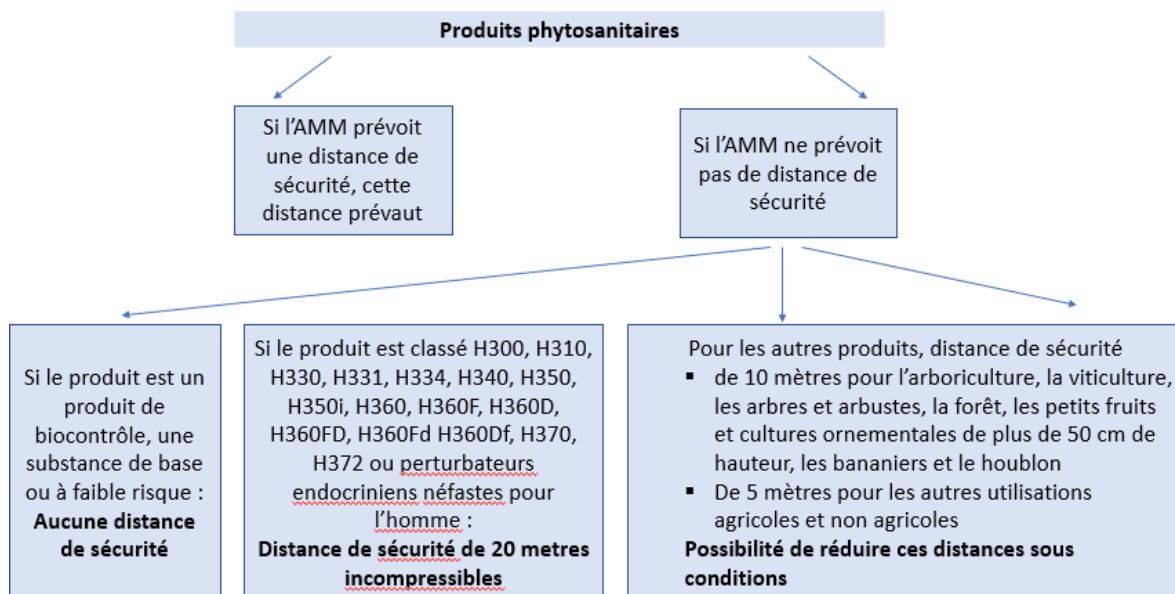 Produits phytosanitaires
Si l’AMM prévoit
une distance de
sécurité, cette
distance prévaut
Si l’AMM ne prévoit
pas de distance de
sécurité
Si le produit est un
produit de
biocontrôle, une
substance de base
ou à faible risque :
Aucune distance
de sécurité
Si le produit est classé H300, H310,
H330, H331, H334, H340, H350,
H350i, H360, H360F, H360D,
H360FD, H360Fd H360Df, H370,
H372 ou perturbateurs
endocriniens néfastes pour
l’homme :
Distance de sécurité de 20 metres
incompressibles
Pour les autres produits, distance de sécurité
▪ de 10 mètres pour l’arboriculture, la viticulture,
les arbres et arbustes, la forêt, les petits fruits
et cultures ornementales de plus de 50 cm de
hauteur, les bananiers et le houblon
▪ De 5 mètres pour les autres utilisations
agricoles et non agricoles
Possibilité de réduire ces distances sous
conditions